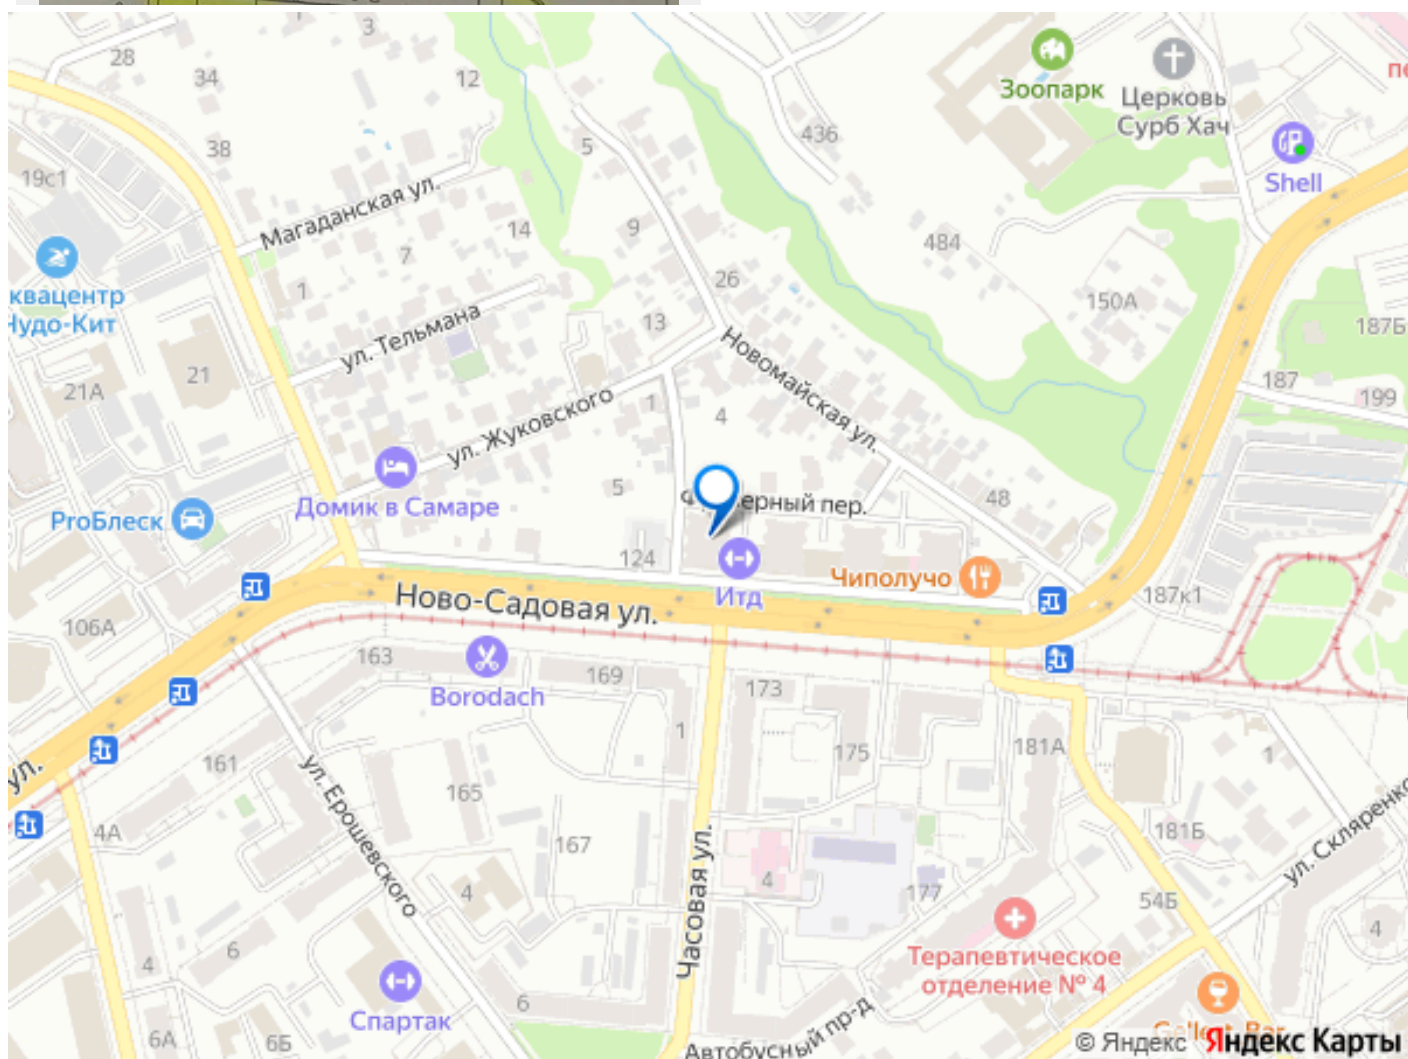 3
28
34
12
38
Зоопарк
Церковь
Сурб Хач
436
5
19с1
Shell
Магаданская ул.
14
9
7
484
квацентр
Чудо-Кит
1
26
150А
13
187Б
ул. Тельмана
Новомайская ул.
21А
21
187
199
ул. Жуковского
1
4
Домик в Самаре
5
ерный пер.
48
ProБлеск
124
Итд
Чиполучо
187к1
Ново-Садовая ул.
106А
163
Borodach
169
173
175
181А
1
1
ул.
161
ул. Ерошевского
165
4А
167
181Б
ул. Скляренко
4
4
177
54Б
Часовая ул.
Терапевтическое
отделение № 4
4
6
4
Спартак
6
6А
6Б
Автобусный пр-д
© Яндекс Яндекс Карты